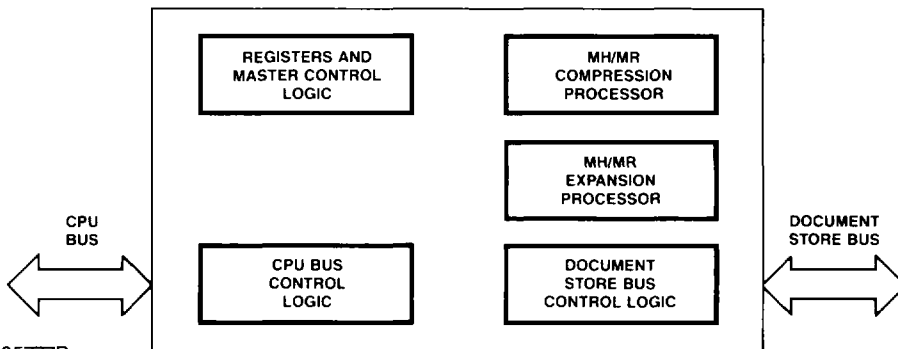 REGISTERS AND
MASTER CONTROL
LOGIC
MH/MR
COMPRESSION
PROCESSOR
MH/MR
EXPANSION
PROCESSOR
CPU
BUS
DOCUMENT
STORE BUS
CPU BUS
CONTROL
LOGIC
DOCUMENT
STORE BUS
CONTROL LOGIC